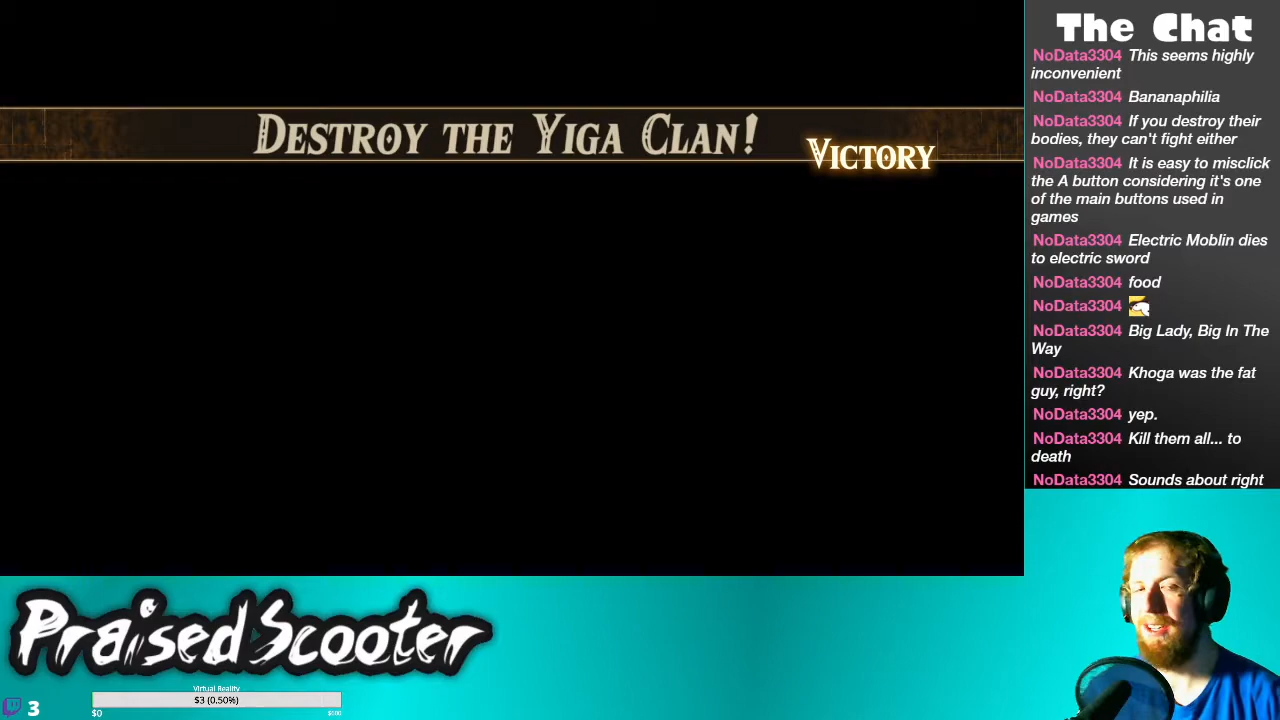 Destroy the Yiga Clan!
Victory
The Chat
NoData3304 This seems highly
inconvenient
NoData3304 Bananaphilia
NoData3304 If you destroy their
bodies, they can't fight either
NoData3304 It is easy to misclick
the A button considering it's one
of the main buttons used in
games
NoData3304 Electric Moblin dies
to electric sword
NoData3304 food
NoData3304
NoData3304 Big Lady, Big In The
Way
NoData3304 Khoga was the fat
guy, right?
NoData3304 yep.
NoData3304 Kill them all... to
death
NoData3304 Sounds about right
PraisedScooter
Virtual Reality
$3 (0.50%)
$0
3